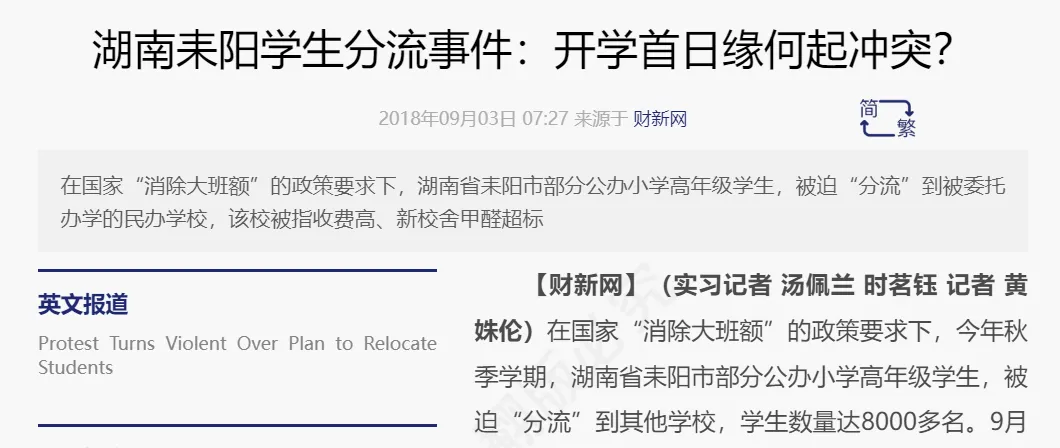 湖南耒阳学生分流事件：开学首日缘何起冲突？
2018年09月03日 07:27 来源于 财新网
简
繁
在国家“消除大班额”的政策要求下，湖南省耒阳市部分公办小学高年级学生，被迫“分流”到被委托
办学的民办学校，该校被指收费高、新校舍甲醛超标
英文报道
Protest Turns Violent Over Plan to Relocate
Students
【财新网】（实习记者 汤佩兰 时茗钰 记者 黄
姝伦）在国家“消除大班额”的政策要求下，今年秋
季学期，湖南省耒阳市部分公办小学高年级学生，被
迫“分流”到其他学校，学生数量达8000多名。9月